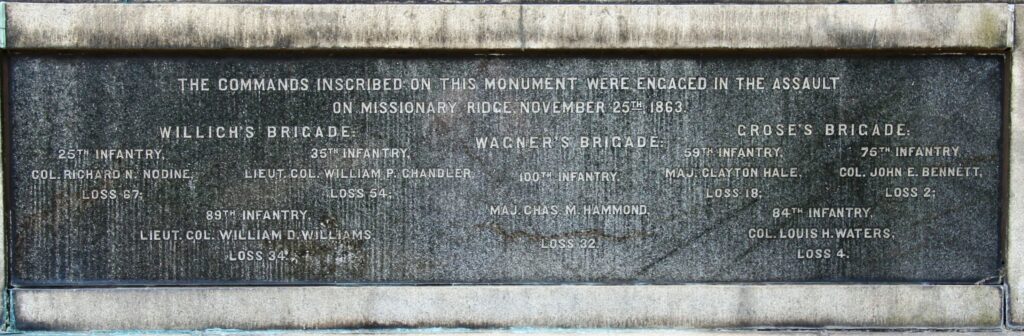 THE COMMANDS INSCRIBED ON THIS MONUMENT WERE ENGAGED IN THE ASSAULT
ON MISSIONARY RIDGE, NOVEMBER 25TH 1863.
WILLICH'S BRIGADE:
25TH INFANTRY,
COL. RICHARD N. NODINE,
LOSS 67;
35TH INFANTRY,
LIEUT. COL. WILLIAM P. CHANDLER
LOSS 54;
89TH INFANTRY,
LIEUT. COL. WILLIAM D. WILLIAMS
LOSS 34;
WAGNER'S BRIGADE:
100TH INFANTRY,
MAJ. CHAS. M. HAMMOND,
LOSS 32
GROSE'S BRIGADE:
59TH INFANTRY,
MAJ. CLAYTON HALE,
LOSS 18;
75TH INFANTRY,
COL. JOHN E. BENNETT,
LOSS 2;
84TH INFANTRY,
COL. LOUIS H. WATERS,
LOSS 4;